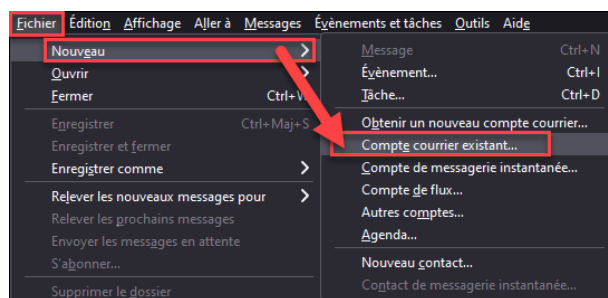 Fichier Édition Affichage Aller à Messages Évènements et tâches Outils Aide
Nouveau
Ouvrir
Fermer Ctrl+W
Enregistrer Ctrl+Maj+S
Enregistrer et fermer
Enregistrer comme
Relever les nouveaux messages pour
Relever les prochains messages
Envoyer les messages en attente
S'abonner...
Supprimer le dossier
Message Ctrl+N
Évènement... Ctrl+I
Tâche... Ctrl+D
Obtenir un nouveau compte courrier...
Compte courrier existant...
Compte de messagerie instantanée...
Compte de flux...
Autres comptes...
Agenda...
Nouveau contact...
Contact de messagerie instantanée...